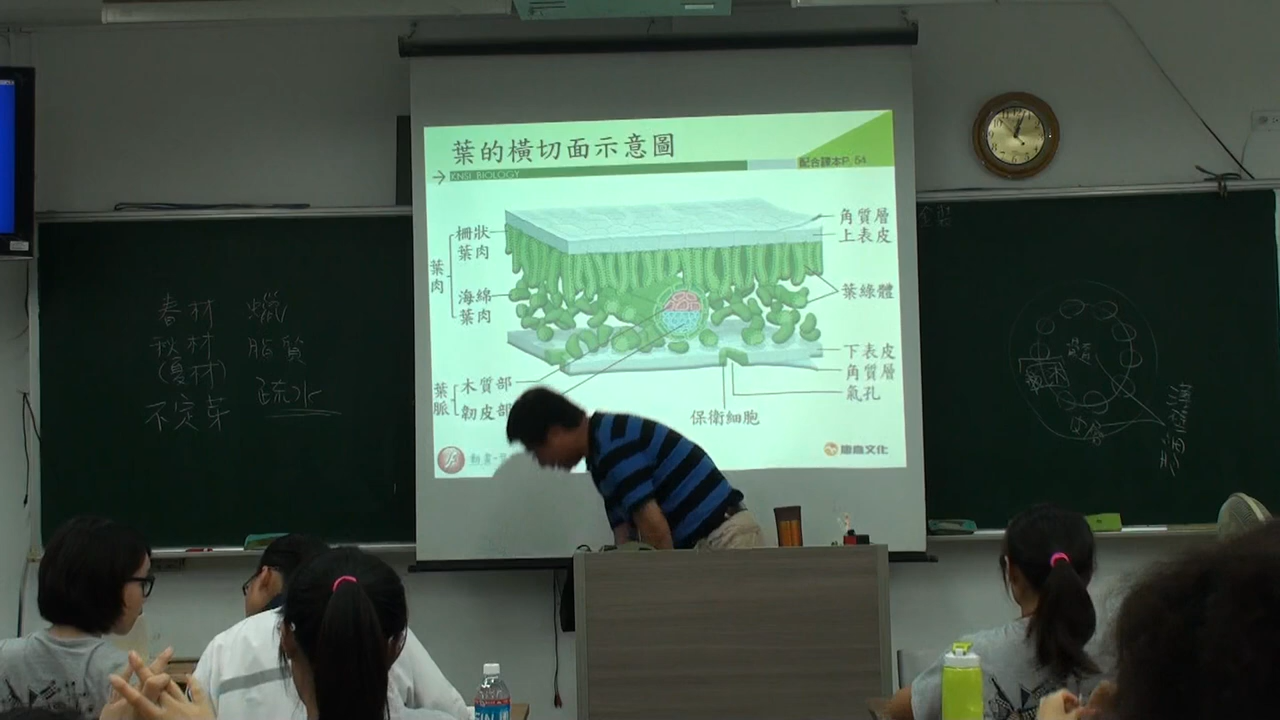 葉的橫切面示意圖
KNSI BIOLOGY
配合課本P. 54
柵狀
葉肉
葉肉
海綿
葉肉
角質層
上表皮
葉綠體
下表皮
角質層
氣孔
葉脈
木質部
韌皮部
保衛細胞
康熹文化
春材
秋材
(夏材)
不定芽
蠟
脂質
疏水